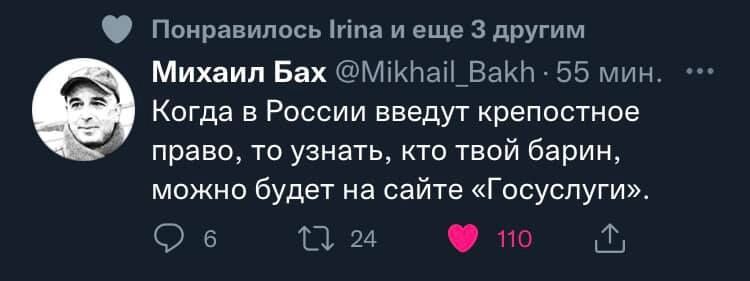 Понравилось Irina и еще 3 другим
Михаил Бах @Mikhail_Bakh · 55 мин.
Когда в России введут крепостное
право, то узнать, кто твой барин,
можно будет на сайте «Госуслуги».
6 24 110